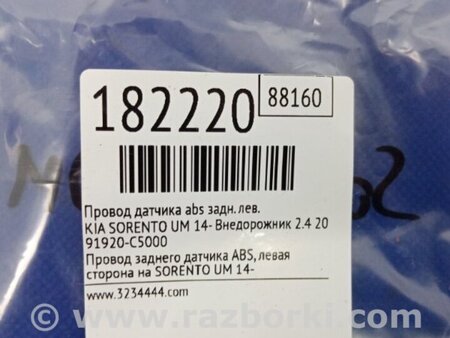 182220
88160
Провод датчика abs задн. лев.
KIA SORENTO UM 14- Внедорожник 2.4 20
91920-C5000
Провод заднего датчика ABS, левая
сторона на SORENTO UM 14-
www.3234444.com
www.razborki.com